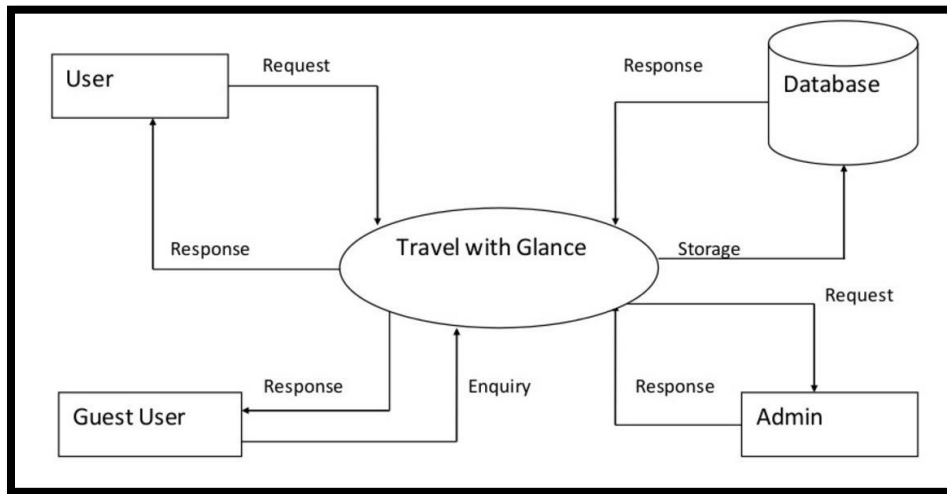 User
Request
Response
Database
Response
Travel with Glance
Storage
Request
Response
Enquiry
Response
Guest User
Admin